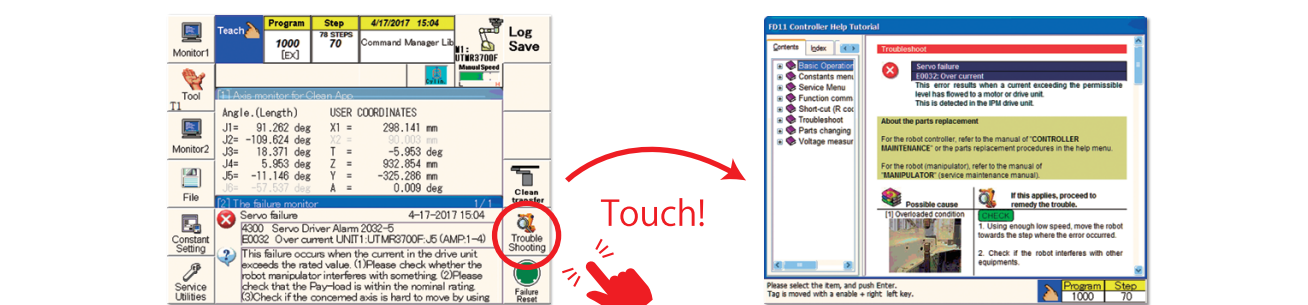 Teach
Program
1000
[EX]
Step
78 STEPS
70
4/17/2017 15:04
Command Manager Lib
M1:
UTMR3700F
Log
Save
Monitor1
Manual Speed
Tool
T1
[1] Axis monitor for Clean App
Angle.(Length) USER COORDINATES
J1= 91.262 deg X1 = 298.141 mm
J2= -109.624 deg X2 = 90.003 mm
J3= 18.371 deg T = -5.953 deg
J4= 5.953 deg Z = 932.854 mm
J5= -11.146 deg Y = -325.286 mm
J6= -57.537 deg A = 0.009 deg
Monitor2
File
Clean
transfer
[2] The failure monitor 1/1
Servo failure 4-17-2017 15:04
4300 Servo Driver Alarm 2032-5
E0032 Over current UNIT1:UTMR3700F: J5 (AMP:1-4)
This failure occurs when the current in the drive unit
exceeds the rated value. (1)Please check whether the
robot manipulator interferes with something. (2)Please
check that the Pay-load is within the nominal rating.
(3)Check if the concerned axis is hard to move by using
Constant
Setting
Service
Utilities
Trouble
Shooting
Failure
Reset
Touch!
FD11 Controller Help Tutorial
Contents
Index
Basic Operation
Constants menu
Service Menu
Function comm
Short-cut (R cod
Troubleshoot
Parts changing
Voltage measur
Troubleshoot
Servo failure
E0032: Over current
This error results when a current exceeding the permissible
level has flowed to a motor or drive unit.
This is detected in the IPM drive unit.
About the parts replacement
For the robot controller, refer to the manual of "CONTROLLER
MAINTENANCE" or the parts replacement procedures in the help menu.
For the robot (manipulator), refer to the manual of
"MANIPULATOR" (service maintenance manual).
Possible cause
If this applies, proceed to
remedy the trouble.
[1] Overloaded condition
CHECK
1. Using enough low speed, move the robot
towards the step where the error occurred.
2. Check if the robot interferes with other
equipments.
Please select the item, and push Enter.
Tag is moved with a enable + right left key.
Program
1000
Step
70